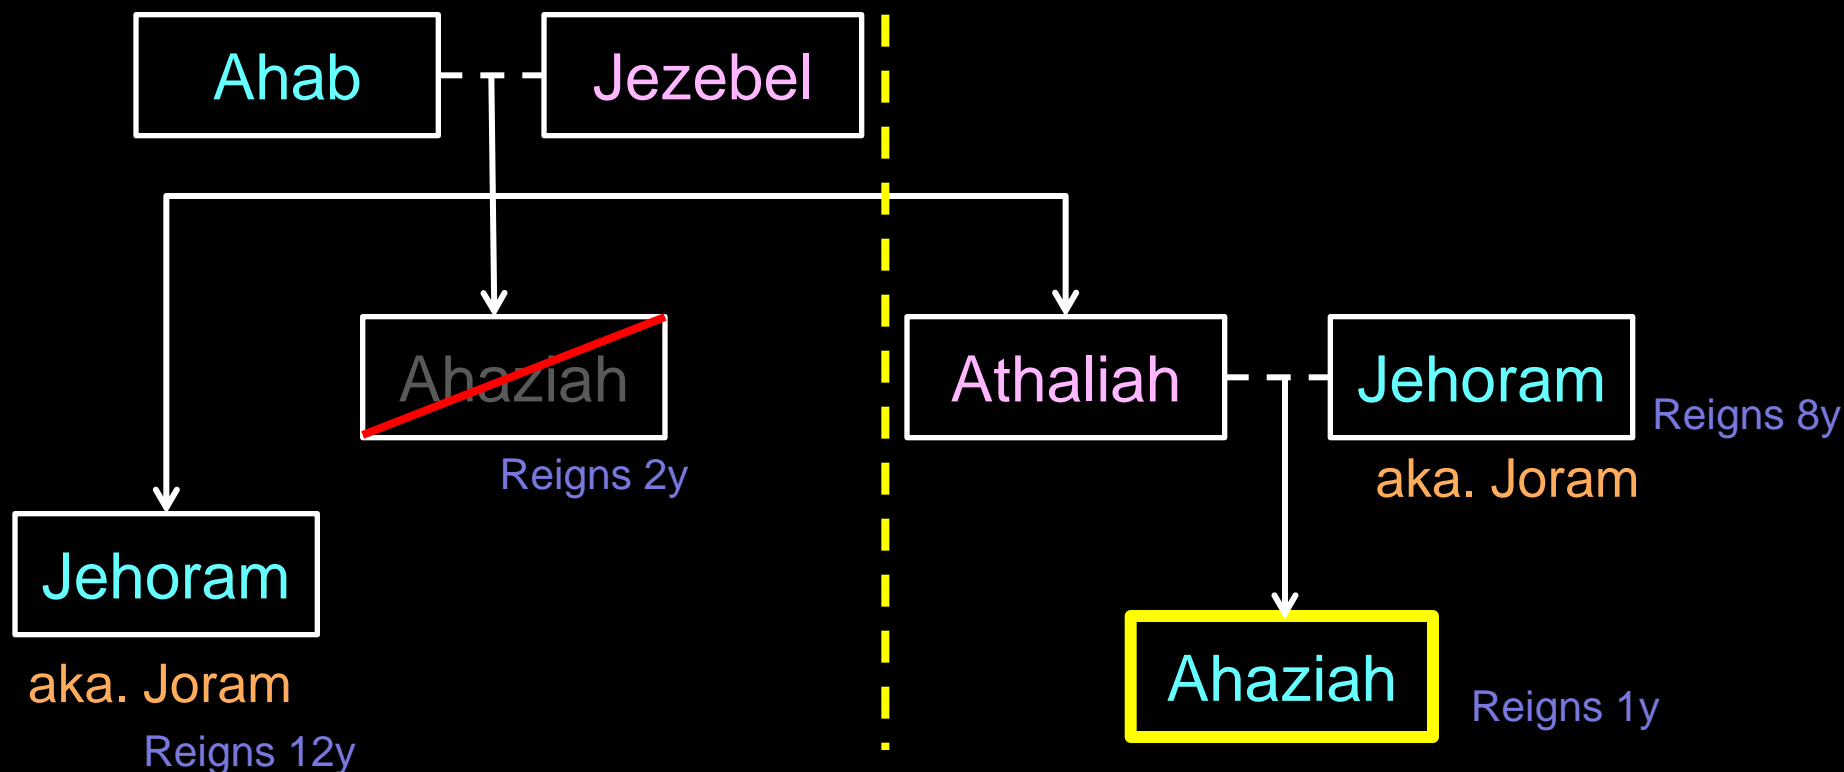 Ahab
Jezebel
Ahaziah
Reigns 2y
Athaliah
Jehoram
Reigns 8y
aka. Joram
Jehoram
aka. Joram
Reigns 12y
Ahaziah
Reigns 1y